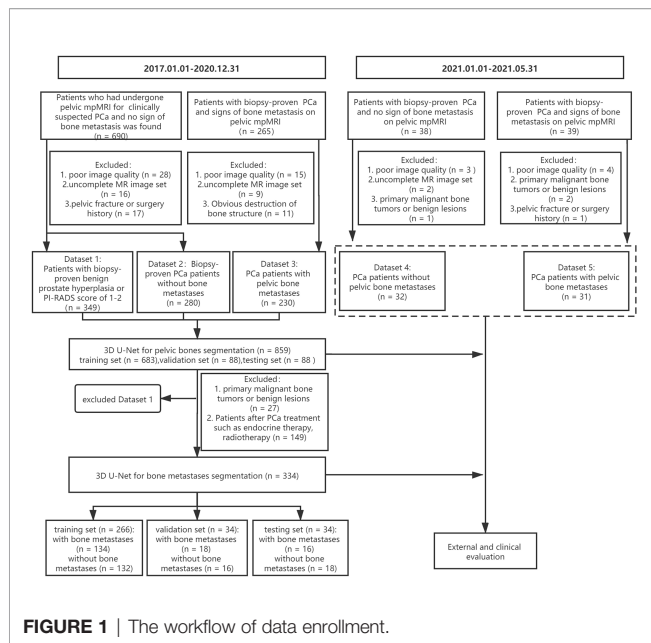 2017.01.01-2020.12.31
2021.01.01-2021.05.31
Patients who had undergone
pelvic mpMRI for clinically
suspected PCa and no sign of
bone metastasis was found
(n = 690)
Patients with biopsy-proven PCa
and signs of bone metastasis on
pelvic mpMRI
(n = 265)
Patients with biopsy-proven PCa
and no sign of bone metastasis
on pelvic mpMRI
(n = 38)
Patients with biopsy-
proven PCa and signs of bone
metastasis on pelvic mpMRI
(n = 39)
Excluded:
1. poor image quality (n = 28)
2.uncomplete MR image set
(n = 16)
3.pelvic fracture or surgery
history (n = 17)
Excluded:
1. poor image quality (n = 15)
2.uncomplete MR image set
(n = 9)
3. Obvious destruction of
bone structure (n = 11)
Excluded:
1. poor image quality (n = 3 )
2.uncomplete MR image set
(n = 2)
3. primary malignant bone
tumors or benign lesions
(n = 1)
Excluded:
1. poor image quality (n = 4)
2. primary malignant bone
tumors or benign lesions
(n = 2)
3.pelvic fracture or surgery
history (n = 1)
Dataset 1:
Patients with biopsy-
proven benign
prostate hyperplasia or
PI-RADS score of 1-2
(n = 349)
Dataset 2: Biopsy-
proven PCa patients
without bone
metastases
(n = 280)
Dataset 3:
PCa patients with
pelvic bone
metastases
(n = 230)
Dataset 4:
PCa patients without
pelvic bone metastases
(n = 32)
Dataset 5:
PCa patients with pelvic
bone metastases
(n = 31)
3D U-Net for pelvic bones segmentation (n = 859)
training set (n = 683),validation set (n = 88),testing set (n = 88 )
excluded Dataset 1
Excluded:
1. primary malignant bone
tumors or benign lesions
(n = 27)
2. Patients after PCa treatment
such as endocrine therapy,
radiotherapy (n = 149)
3D U-Net for bone metastases segmentation (n = 334)
training set (n = 266):
with bone metastases
(n = 134)
without bone
metastases (n = 132)
validation set (n = 34):
with bone metastases
(n = 18)
without bone
metastases (n = 16)
testing set (n = 34):
with bone metastases
(n = 16)
without bone
metastases (n = 18)
External and clinical
evaluation
FIGURE 1 | The workflow of data enrollment.